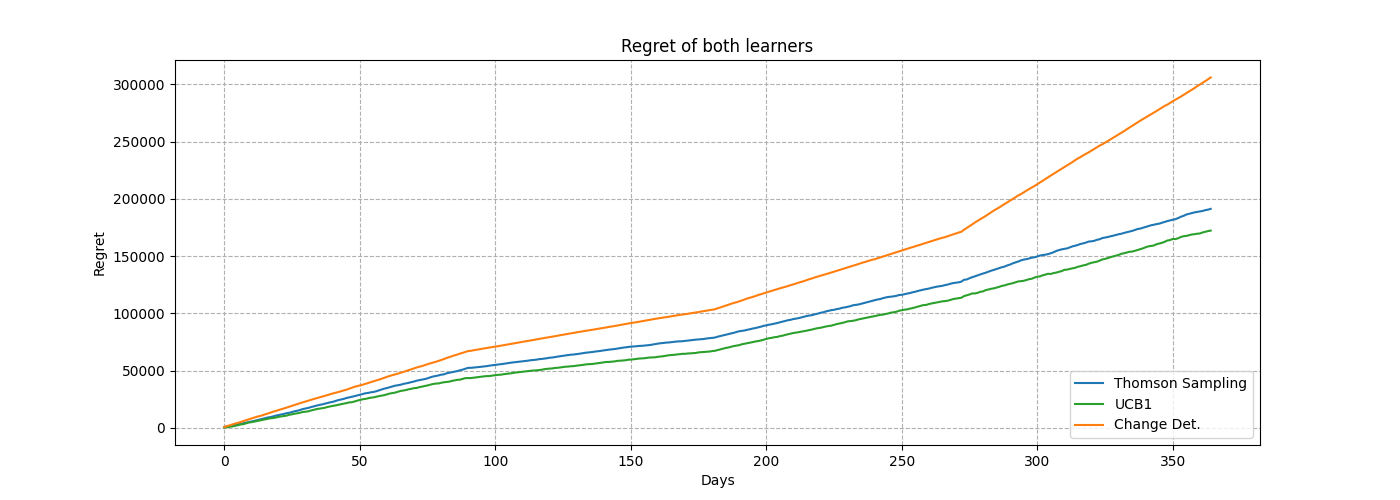 Regret of both learners
300000
250000
200000
150000
100000
50000
0
Regret
0 50 100 150 200 250 300 350
Days
Thomson Sampling
UCB1
Change Det.